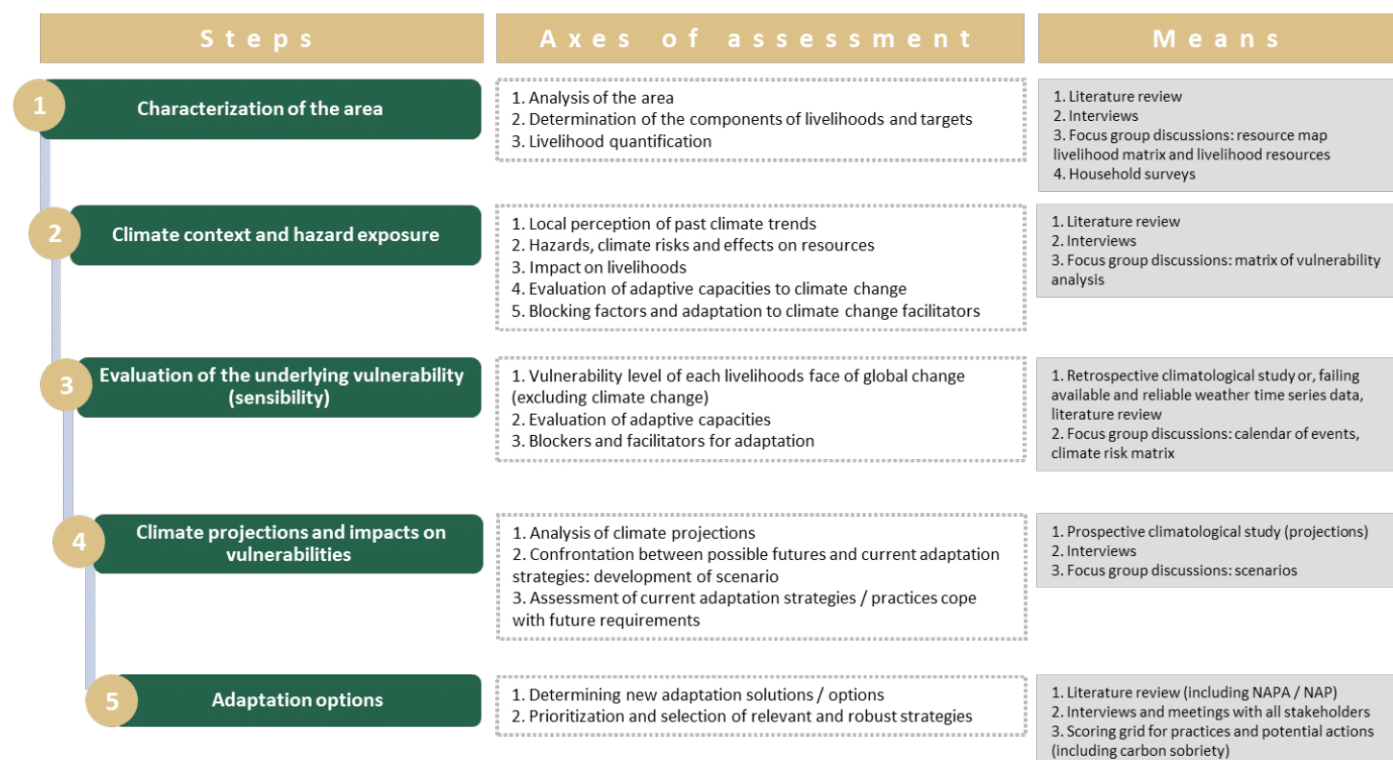 Steps
Axes of assessment
Means
1
Characterization of the area
1. Analysis of the area
2. Determination of the components of livelihoods and targets
3. Livelihood quantification
1. Literature review
2. Interviews
3. Focus group discussions: resource map
livelihood matrix and livelihood resources
4. Household surveys
2
Climate context and hazard exposure
1. Local perception of past climate trends
2. Hazards, climate risks and effects on resources
3. Impact on livelihoods
4. Evaluation of adaptive capacities to climate change
5. Blocking factors and adaptation to climate change facilitators
1. Literature review
2. Interviews
3. Focus group discussions: matrix of vulnerability
analysis
3
Evaluation of the underlying vulnerability
(sensibility)
1. Vulnerability level of each livelihoods face of global change
(excluding climate change)
2. Evaluation of adaptive capacities
3. Blockers and facilitators for adaptation
1. Retrospective climatological study or, failing
available and reliable weather time series data,
literature review
2. Focus group discussions: calendar of events,
climate risk matrix
4
Climate projections and impacts on
vulnerabilities
1. Analysis of climate projections
2. Confrontation between possible futures and current adaptation
strategies: development of scenario
3. Assessment of current adaptation strategies / practices cope
with future requirements
1. Prospective climatological study (projections)
2. Interviews
3. Focus group discussions: scenarios
5
Adaptation options
1. Determining new adaptation solutions / options
2. Prioritization and selection of relevant and robust strategies
1. Literature review (including NAPA / NAP)
2. Interviews and meetings with all stakeholders
3. Scoring grid for practices and potential actions
(including carbon sobriety)